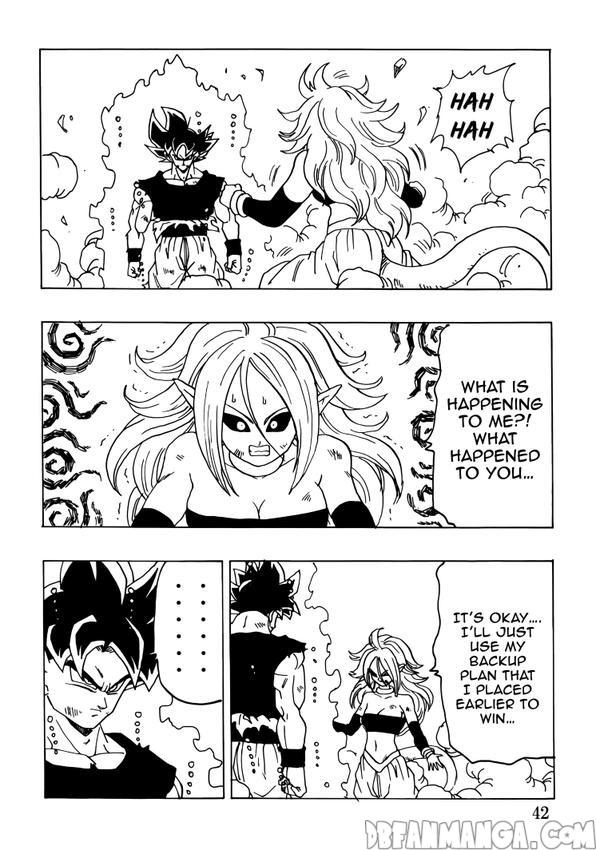 HAH
HAH
WHAT IS
HAPPENING
TO ME?!
WHAT
HAPPENED
TO YOU...
......
IT'S OKAY....
I'LL JUST
USE MY
BACKUP
PLAN THAT
I PLACED
EARLIER TO
WIN...
42
DBFANMANGA.COM